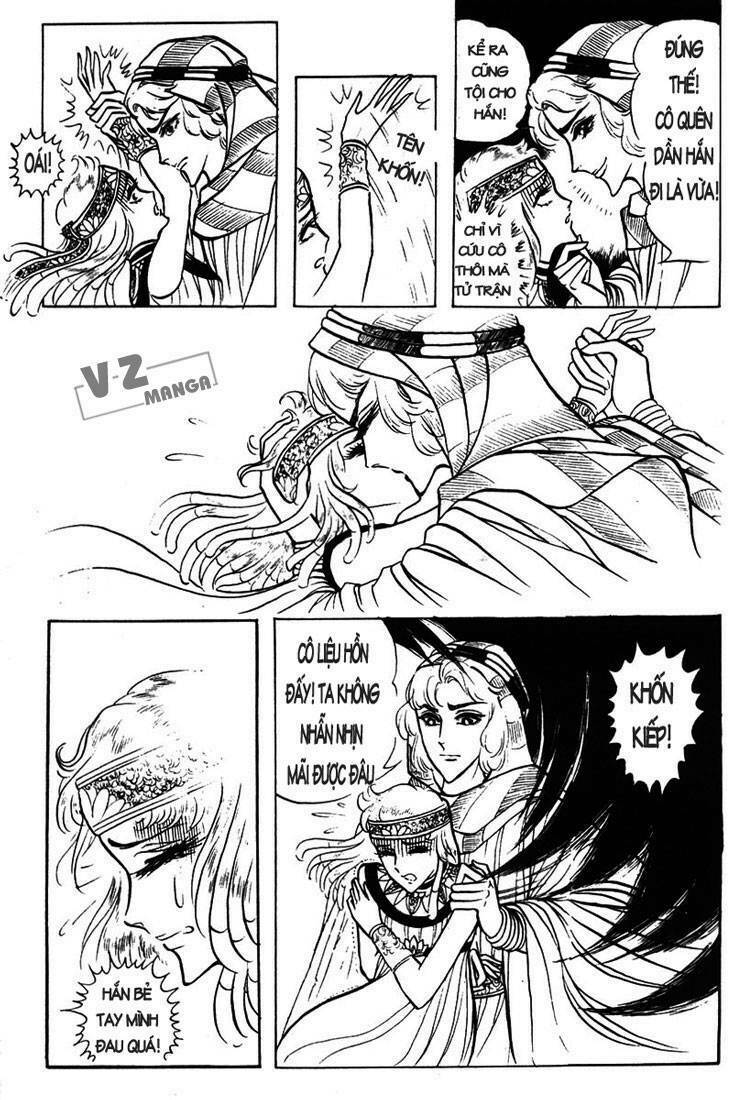 ĐÚNG
THẾ!
CÔ QUÊN
DẦN HẮN
ĐI LÀ VỪA!
KỂ RA
CŨNG
TỘI CHO
HẮN!
CHỈ VÌ
CỨU CÔ
THÔI MÀ
TỬ TRẬN
TÊN
KHỐN!
OÁI!
V-Z
MANGA
KHỐN
KIẾP!
CÔ LIỆU HỒN
ĐẤY! TA KHÔNG
NHẪN NHỊN
MÃI ĐƯỢC ĐÂU
HẮN BẺ
TAY MÌNH
ĐAU QUÁ!